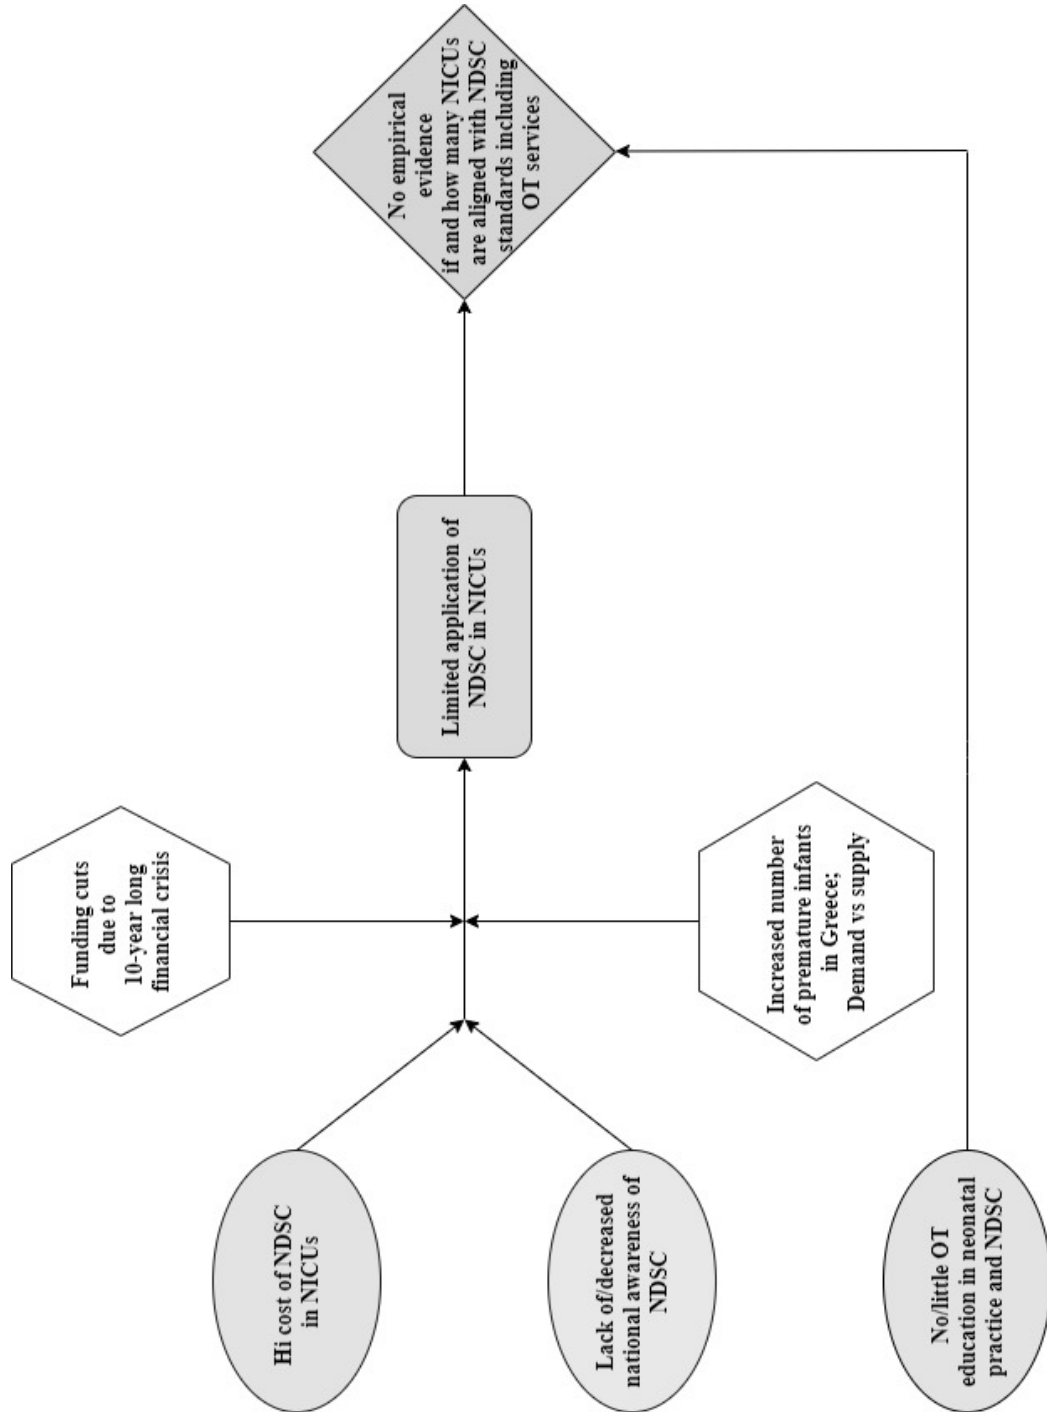 Hi cost of NDSC
in NICUs
Lack of/decreased
national awareness of
NDSC
No/little OT
education in neonatal
practice and NDSC
Funding cuts
due to
10-year long
financial crisis
Increased number
of premature infants
in Greece;
Demand vs supply
Limited application of
NDSC in NICUs
No empirical
evidence
if and how many NICUs
are aligned with NDSC
standards including
OT services